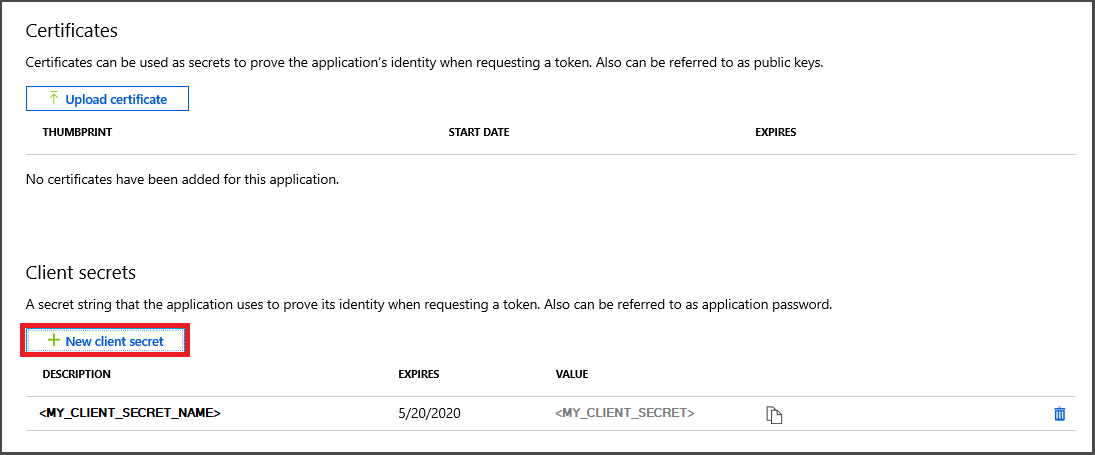 Certificates
Certificates can be used as secrets to prove the application's identity when requesting a token. Also can be referred to as public keys.
Upload certificate
THUMBPRINT START DATE EXPIRES
No certificates have been added for this application.
Client secrets
A secret string that the application uses to prove its identity when requesting a token. Also can be referred to as application password.
New client secret
DESCRIPTION EXPIRES VALUE
<MY_CLIENT_SECRET_NAME> 5/20/2020 <MY_CLIENT_SECRET>